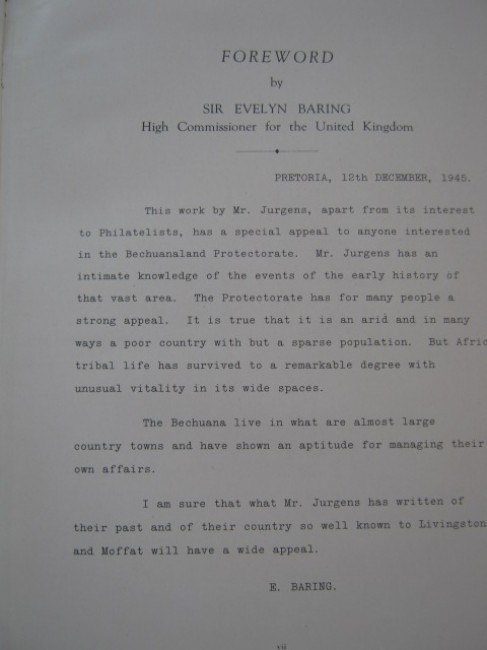 FOREWORD
by
SIR EVELYN BARING
High Commissioner for the United Kingdom
PRETORIA, 12th DECEMBER, 1945.
This work by Mr. Jurgens, apart from its interest
to Philatelists, has a special appeal to anyone interested
in the Bechuanaland Protectorate. Mr. Jurgens has an
intimate knowledge of the events of the early history of
that vast area. The Protectorate has for many people a
strong appeal. It is true that it is an arid and in many
ways a poor country with but a sparse population. But Afric
tribal life has survived to a remarkable degree with
unusual vitality in its wide spaces.
The Bechuana live in what are almost large
country towns and have shown an aptitude for managing their
own affairs.
I am sure that what Mr. Jurgens has written of
their past and of their country so well known to Livingston
and Moffat will have a wide appeal.
E. BARING.
vii